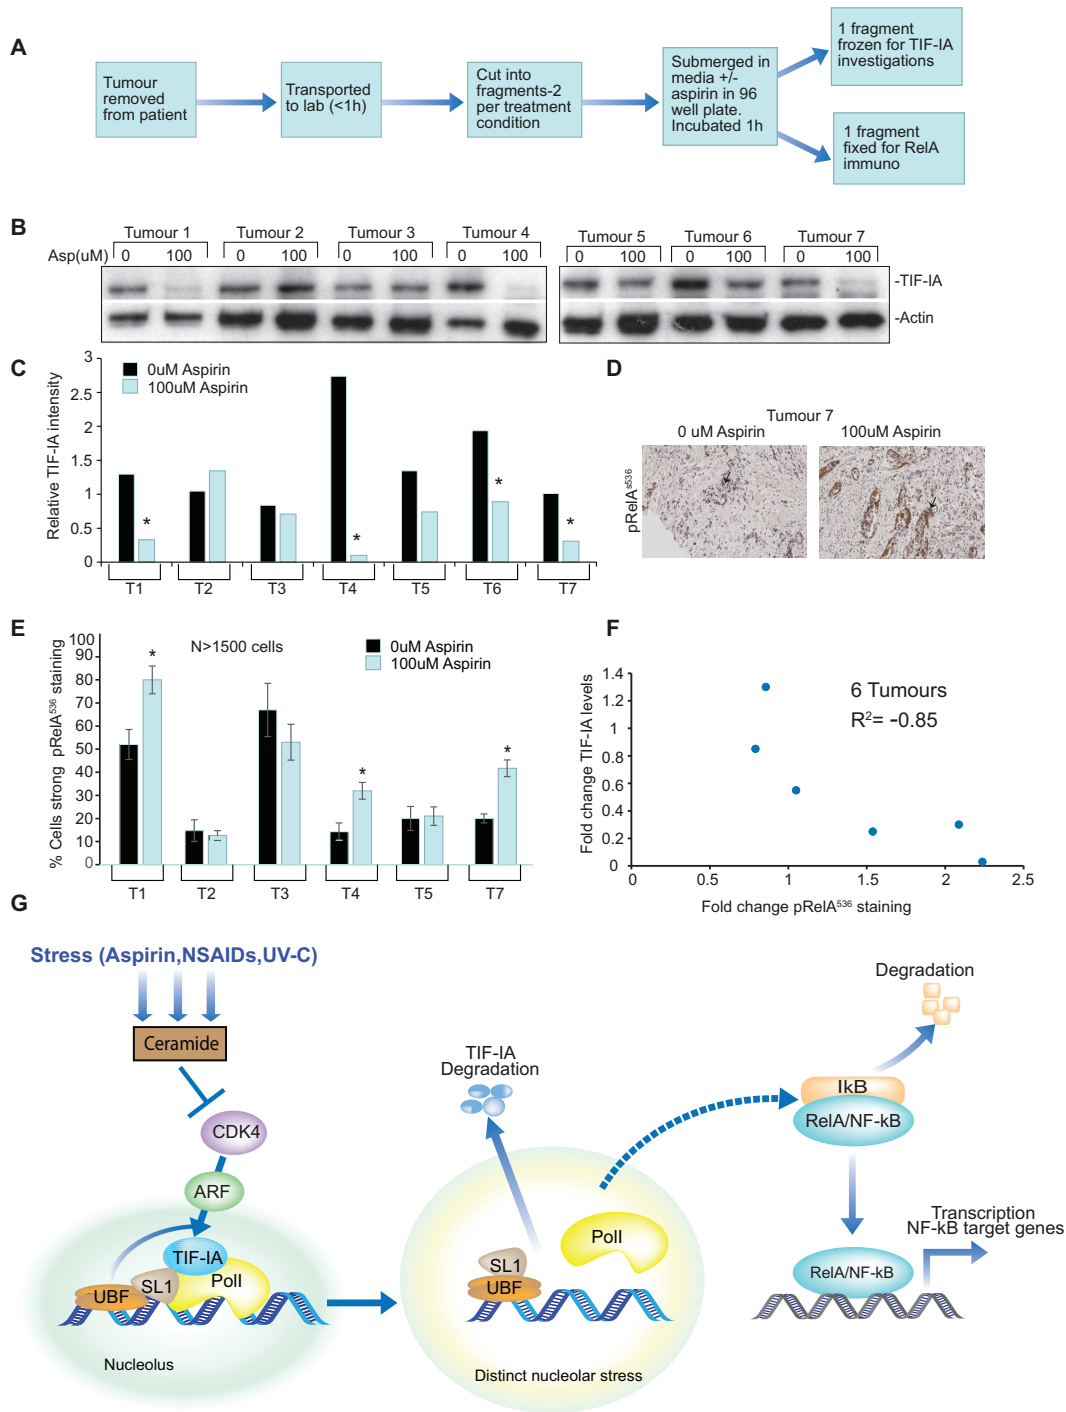 A
Tumour
removed
from patient
Transported
to lab (<1h)
Cut into
fragments-2
per treatment
condition
Submerged in
media +/-
aspirin in 96
well plate.
Incubated 1h
1 fragment
frozen for TIF-IA
investigations
1 fragment
fixed for RelA
immuno
B
Tumour 1 Tumour 2 Tumour 3 Tumour 4 Tumour 5 Tumour 6 Tumour 7
Asp(uM) 0 100 0 100 0 100 0 100 0 100 0 100 0 100
-TIF-IA
-Actin
C
Relative TIF-IA intensity
3
2.5
2
1.5
1
0.5
0
0uM Aspirin
100uM Aspirin
* * * *
T1 T2 T3 T4 T5 T6 T7
D
Tumour 7
0 uM Aspirin 100uM Aspirin
pRelA s536
E
% Cells strong pRelA536 staining
100
90
80
70
60
50
40
30
20
10
0
N>1500 cells
0uM Aspirin
100uM Aspirin
* * *
T1 T2 T3 T4 T5 T7
F
Fold change TIF-IA levels
1.4
1.2
1
0.8
0.6
0.4
0.2
0
6 Tumours
R2= -0.85
0 0.5 1 1.5 2 2.5
Fold change pRelA536 staining
G
Stress (Aspirin,NSAIDs,UV-C)
Ceramide
CDK4
ARF
TIF-IA
SL1
PolI
UBF
Nucleolus
TIF-IA
Degradation
PolI
SL1
UBF
Distinct nucleolar stress
Degradation
IkB
RelA/NF-kB
Transcription
NF-kB target genes
RelA/NF-kB